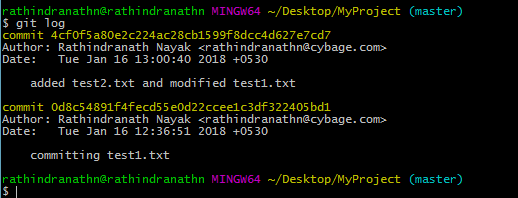 rathindranathn@rathindranathn MINGW64 ~/Desktop/MyProject (master)
$ git log
commit 4cf0f5a80e2c224ac28cb1599f8dcc4d627e7cd7
Author: Rathindranath Nayak <rathindranathn@cybage.com>
Date:   Tue Jan 16 13:00:40 2018 +0530
    added test2.txt and modified test1.txt
commit 0d8c54891f4fecd55e0d22ccee1c3df322405bd1
Author: Rathindranath Nayak <rathindranathn@cybage.com>
Date:   Tue Jan 16 12:36:51 2018 +0530
    committing test1.txt
rathindranathn@rathindranathn MINGW64 ~/Desktop/MyProject (master)
$